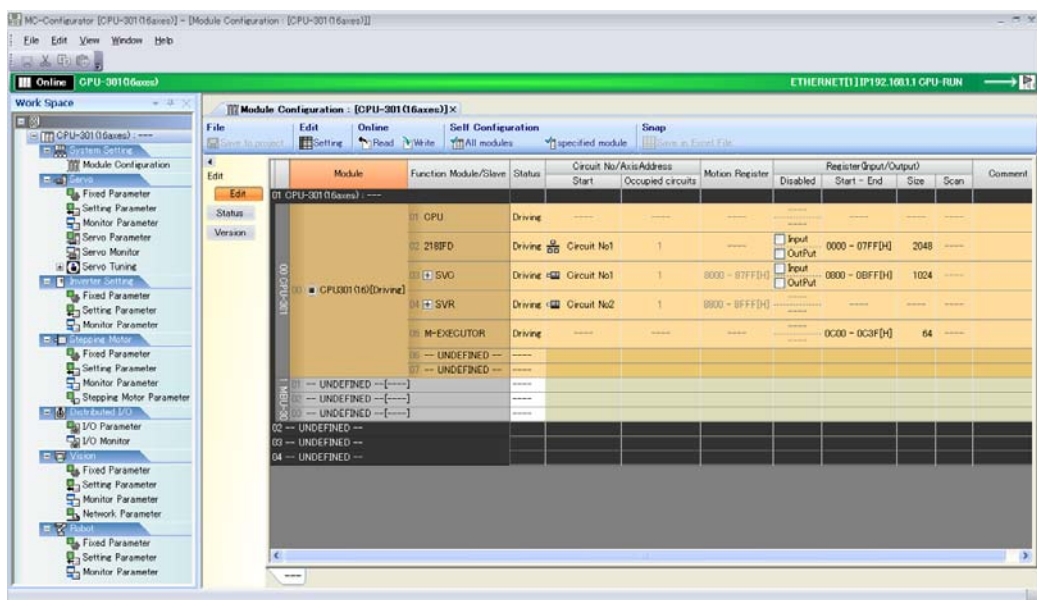 MC-Configurator [CPU-301(16axes)] - [Module Configuration : [CPU-301(16axes)]]
File Edit View Window Help
Online CPU-301(16axes) ETHERNET[1] IP192.168.1.1 CPU-RUN
Work Space
CPU-301(16axes) : ----
System Setting
Module Configuration
Servo
Fixed Parameter
Setting Parameter
Monitor Parameter
Servo Parameter
Servo Monitor
Servo Tuning
Inverter Setting
Fixed Parameter
Setting Parameter
Monitor Parameter
Stepping Motor
Fixed Parameter
Setting Parameter
Monitor Parameter
Stepping Motor Parameter
Distributed I/O
I/O Parameter
I/O Monitor
Vision
Fixed Parameter
Setting Parameter
Monitor Parameter
Network Parameter
Robot
Fixed Parameter
Setting Parameter
Monitor Parameter
Module Configuration : [CPU-301(16axes)]
File Edit Online Self Configuration Snap
Save to project Setting Read Write All modules specified module Save in Excel File
Edit
Edit
Status
Version
Module Function Module/Slave Status Circuit No/AxisAddress Motion Register Register(Input/Output) Comment
Start Occupied circuits Disabled Start - End Size Scan
01 CPU-301(16axes) : ----
00 CPU-301
00 CPU301(16)[Driving]
01 CPU Driving ---- ---- ---- ---- ---- ---- ----
02 218IFD Driving Circuit No1 1 ---- Input OutPut 0000 - 07FF[H] 2048 ----
03 SVC Driving Circuit No1 1 8000 - 87FF[H] Input OutPut 0800 - 0BFF[H] 1024 ----
04 SVR Driving Circuit No2 1 8800 - 8FFF[H] ---- ---- ---- ----
05 M-EXECUTOR Driving ---- ---- ---- ---- 0C00 - 0C3F[H] 64 ----
06 -- UNDEFINED -- ----
07 -- UNDEFINED -- ----
01 -- UNDEFINED --[----] ----
02 -- UNDEFINED --[----] ----
03 -- UNDEFINED --[----] ----
02 -- UNDEFINED --
03 -- UNDEFINED --
04 -- UNDEFINED --
----